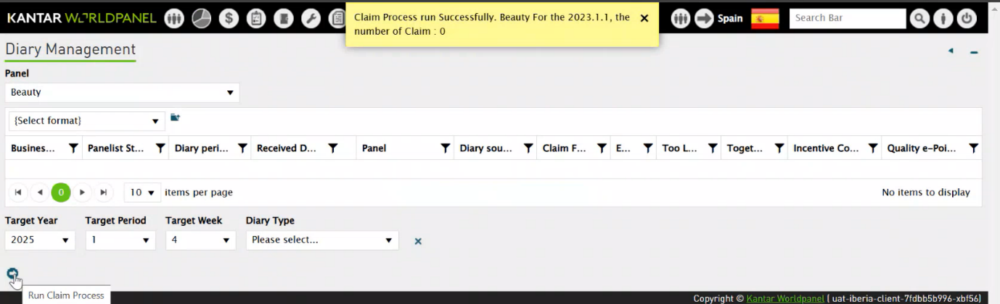 KANTAR WORLDPANEL
Claim Process run Successfully. Beauty For the 2023.1.1, the
number of Claim : 0
Spain
Search Bar
Diary Management
Panel
Beauty
{Select format}
Busines... Panelist St... Diary peri... Received D... Panel Diary sou... Claim F... E... Too L... Toget... Incentive Co... Quality e-Poi...
0 10 items per page No items to display
Target Year Target Period Target Week Diary Type
2025 1 4 Please select...
Run Claim Process
Copyright © Kantar Worldpanel ( uat-iberia-client-7fdbb5b996-xbf56)